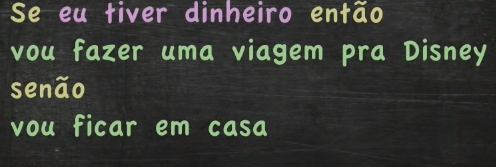 Se eu tiver dinheiro então
vou fazer uma viagem pra Disney
senão
vou ficar em casa